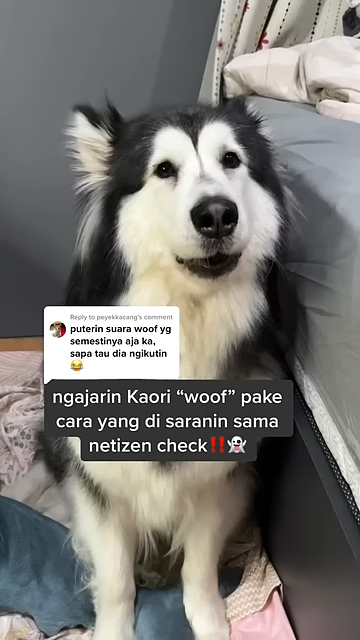 Reply to peyekkacang's comment
puterin suara woof yg
semestinya aja ka,
sapa tau dia ngikutin
😂
ngajarin Kaori “woof” pake
cara yang di saranin sama
netizen check‼️👻